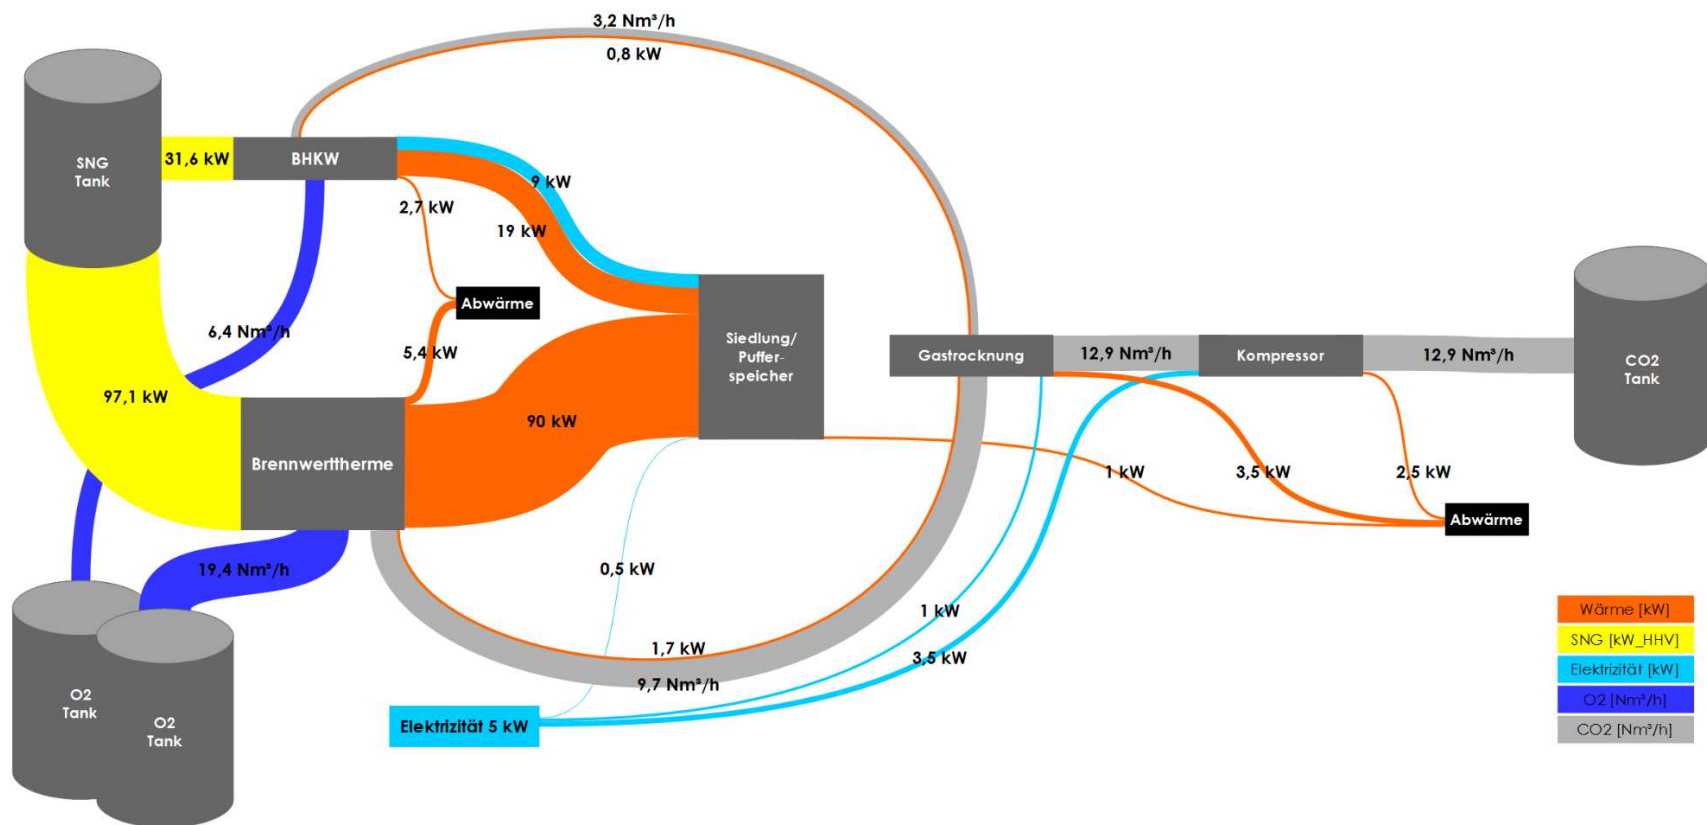 3,2 Nm³/h
0,8 kW
SNG
Tank
31,6 kW
BHKW
9 kW
2,7 kW
19 kW
Abwärme
6,4 Nm³/h
5,4 kW
Siedlung/
Puffer-
speicher
Gastrocknung
12,9 Nm³/h
Kompressor
12,9 Nm³/h
CO2
Tank
97,1 kW
90 kW
Brennwerttherme
1 kW
3,5 kW
2,5 kW
Abwärme
19,4 Nm³/h
0,5 kW
1 kW
1,7 kW
3,5 kW
9,7 Nm³/h
O2
Tank
O2
Tank
Elektrizität 5 kW
Wärme [kW]
SNG [kW_HHV]
Elektrizität [kW]
O2 [Nm³/h]
CO2 [Nm³/h]